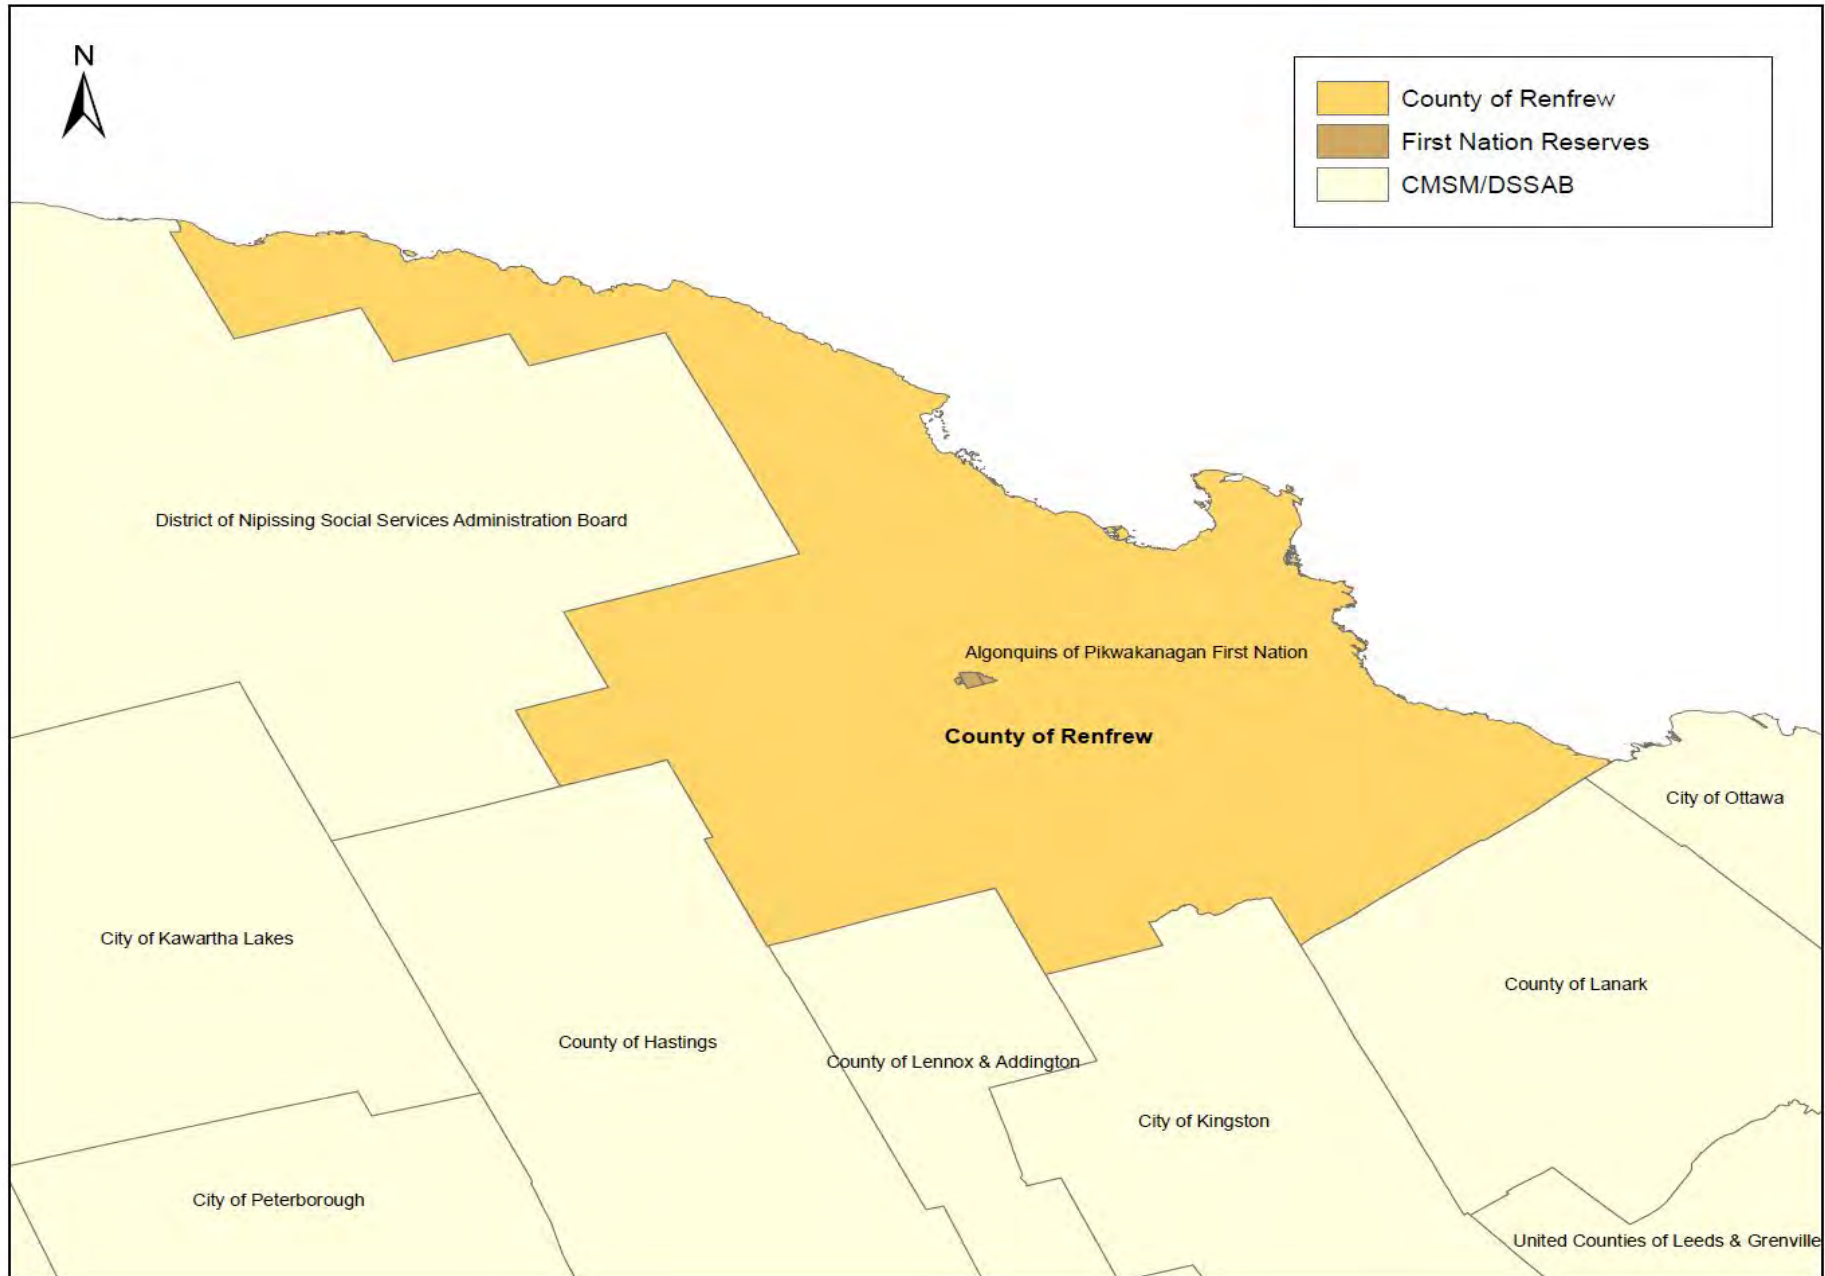 N
County of Renfrew
First Nation Reserves
CMSM/DSSAB
District of Nipissing Social Services Administration Board
Algonquins of Pikwakanagan First Nation
County of Renfrew
City of Ottawa
City of Kawartha Lakes
County of Lanark
County of Hastings
County of Lennox & Addington
City of Kingston
City of Peterborough
United Counties of Leeds & Grenville